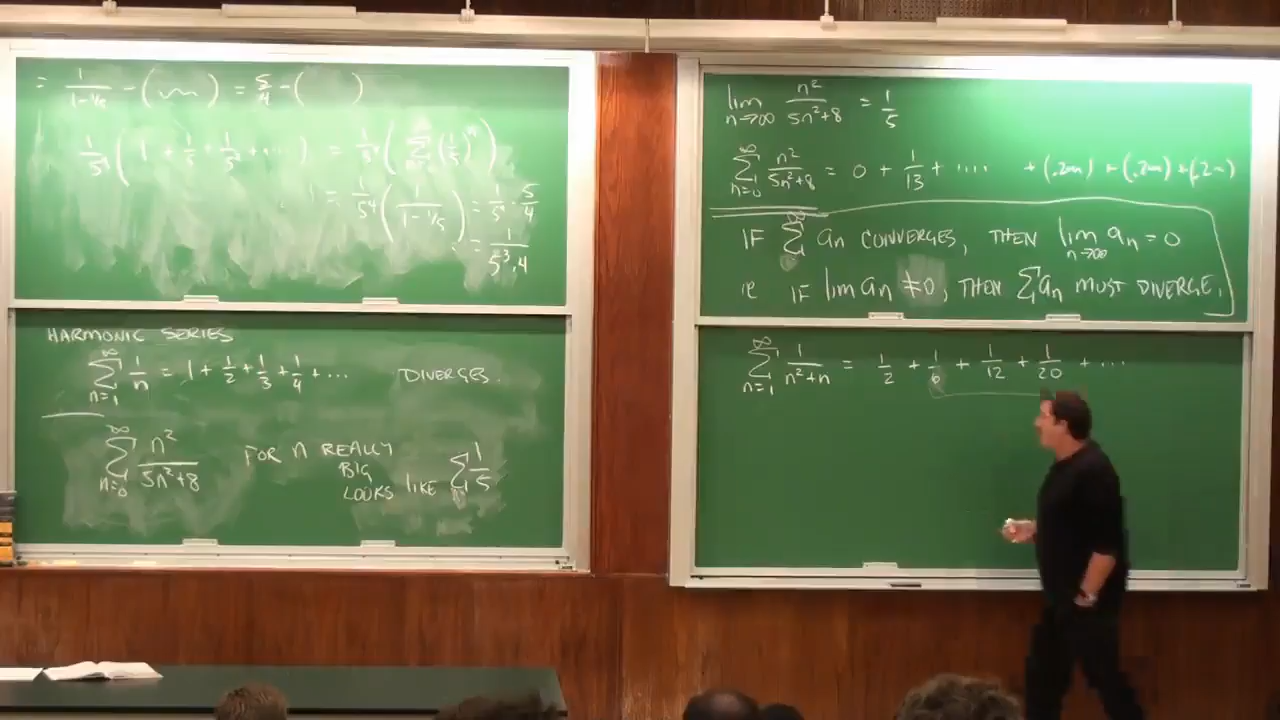 = 1/(1-1/5) - ( ) = 5/4 - ( )
1/5⁴ ( 1 + 1/5 + 1/5² + .... ) = 1/5⁴ ( ∞ Σ n=0 (1/5)ⁿ )
= 1/5⁴ ( 1/(1-1/5) ) = 1/5⁴ · 5/4
= 1/(5³·4)
HARMONIC SERIES
∞ Σ n=1 1/n = 1 + 1/2 + 1/3 + 1/4 + ... DIVERGES.
∞ Σ n=0 n²/(5n²+8) FOR n REALLY
BIG
LOOKS LIKE Σ 1/5
lim n→∞ n²/(5n²+8) = 1/5
∞ Σ n=0 n²/(5n²+8) = 0 + 1/13 + .... + (.2 ) + (.2 ) + (.2 )
IF ∞ Σ an CONVERGES, THEN lim n→∞ an = 0
ie IF lim an ≠ 0, THEN Σ an MUST DIVERGE.
∞ Σ n=1 1/(n²+n) = 1/2 + 1/6 + 1/12 + 1/20 + ...